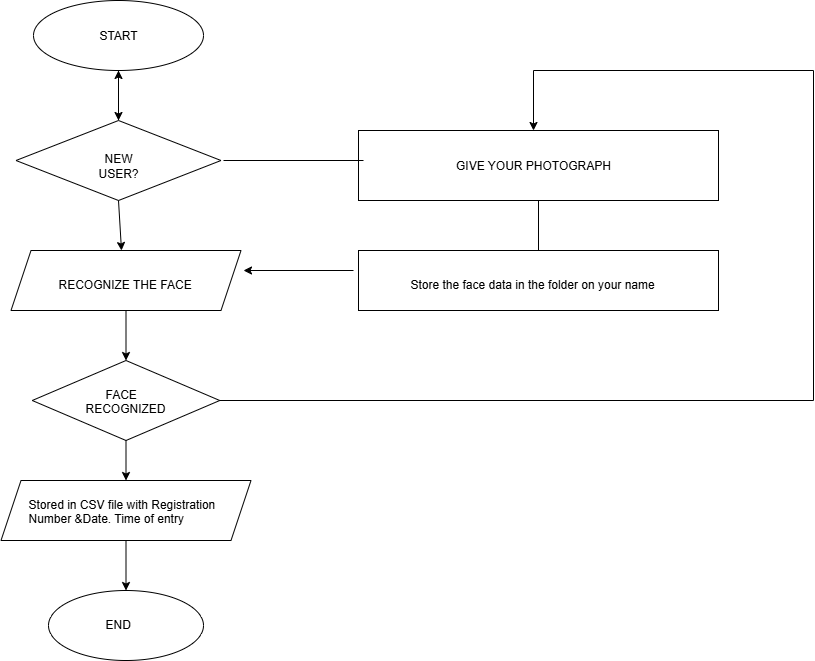 START
NEW
USER?
GIVE YOUR PHOTOGRAPH
RECOGNIZE THE FACE
Store the face data in the folder on your name
FACE
RECOGNIZED
Stored in CSV file with Registration
Number &Date. Time of entry
END